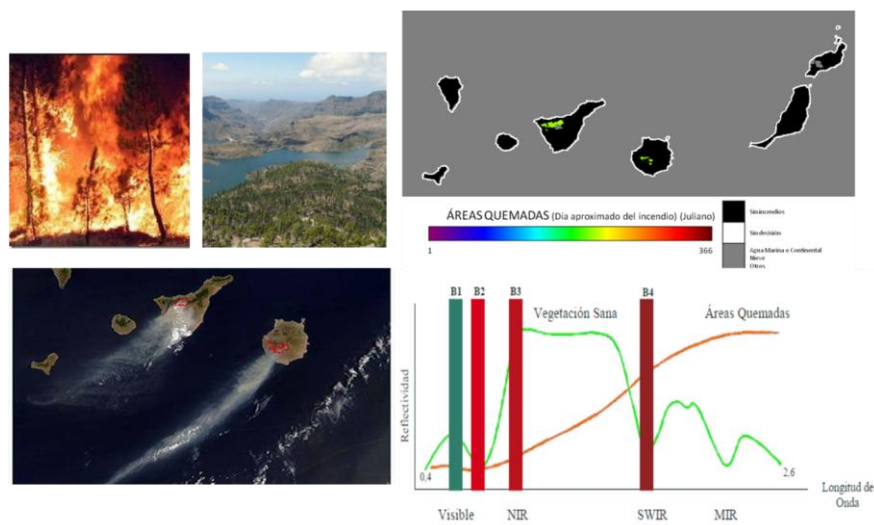 ÁREAS QUEMADAS (Día aproximado del incendio) (Juliano)
1
366
Sin incendios
Sin decisión
Agua Marina e Continental
Nieve
Otros
B1
B2
B3
B4
Vegetación Sana
Áreas Quemadas
Reflectividad
0,4
2,6
Longitud de
Onda
Visible
NIR
SWIR
MIR